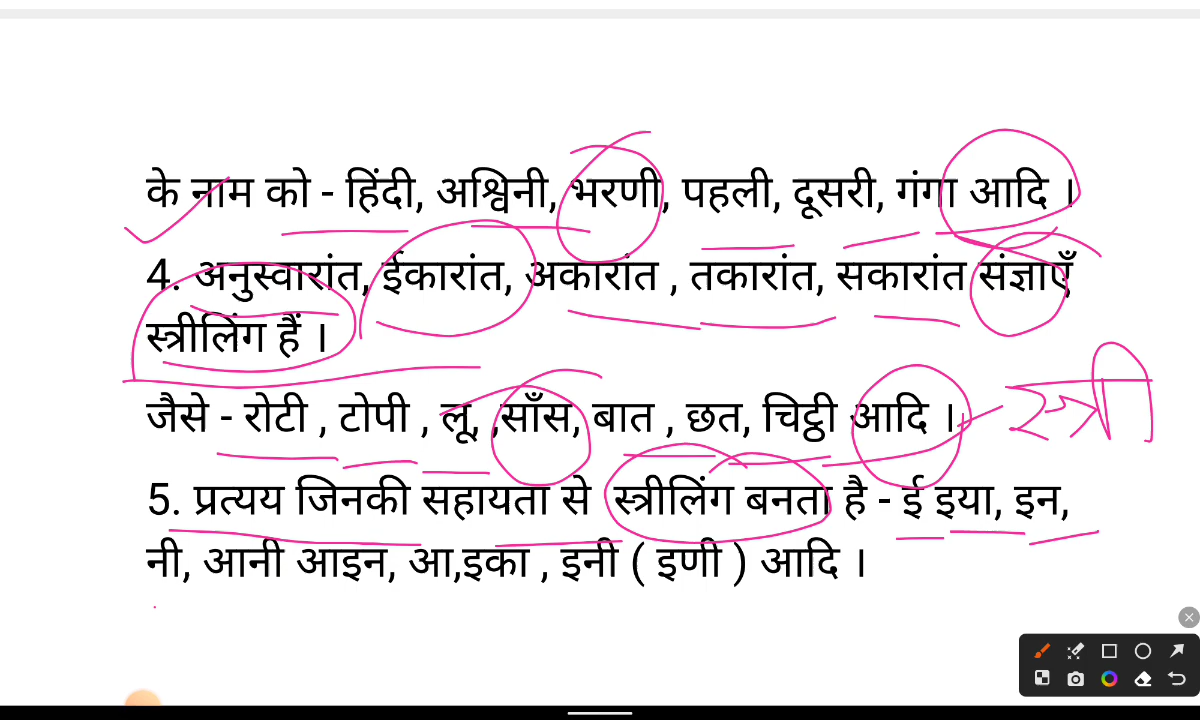 के नाम को - हिंदी, अश्विनी, भरणी, पहली, दूसरी, गंगा आदि ।
4. अनुस्वारांत, ईकारांत, अकारांत , तकारांत, सकारांत संज्ञाएँ
स्त्रीलिंग हैं ।
जैसे - रोटी , टोपी , लू, ,साँस, बात , छत, चिट्ठी आदि । स्त्री
5. प्रत्यय जिनकी सहायता से स्त्रीलिंग बनता है - ई इया, इन,
नी, आनी आइन, आ,इका , इनी ( इणी ) आदि ।